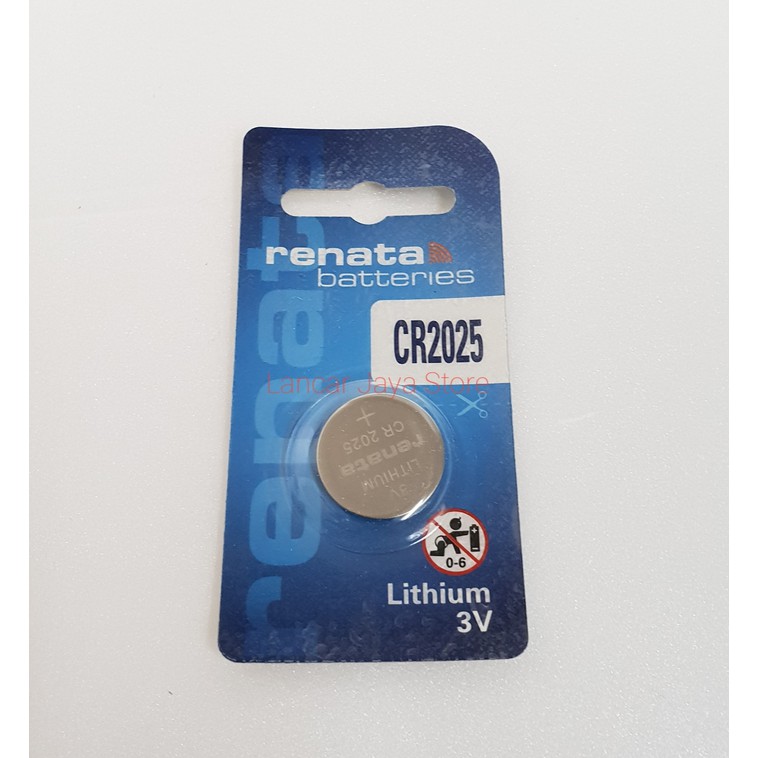 renata
batteries
CR2025
Lancar Jaya Store
renata
+
CR 2025
renata
LITHIUM
3V
0-6
Lithium
3V